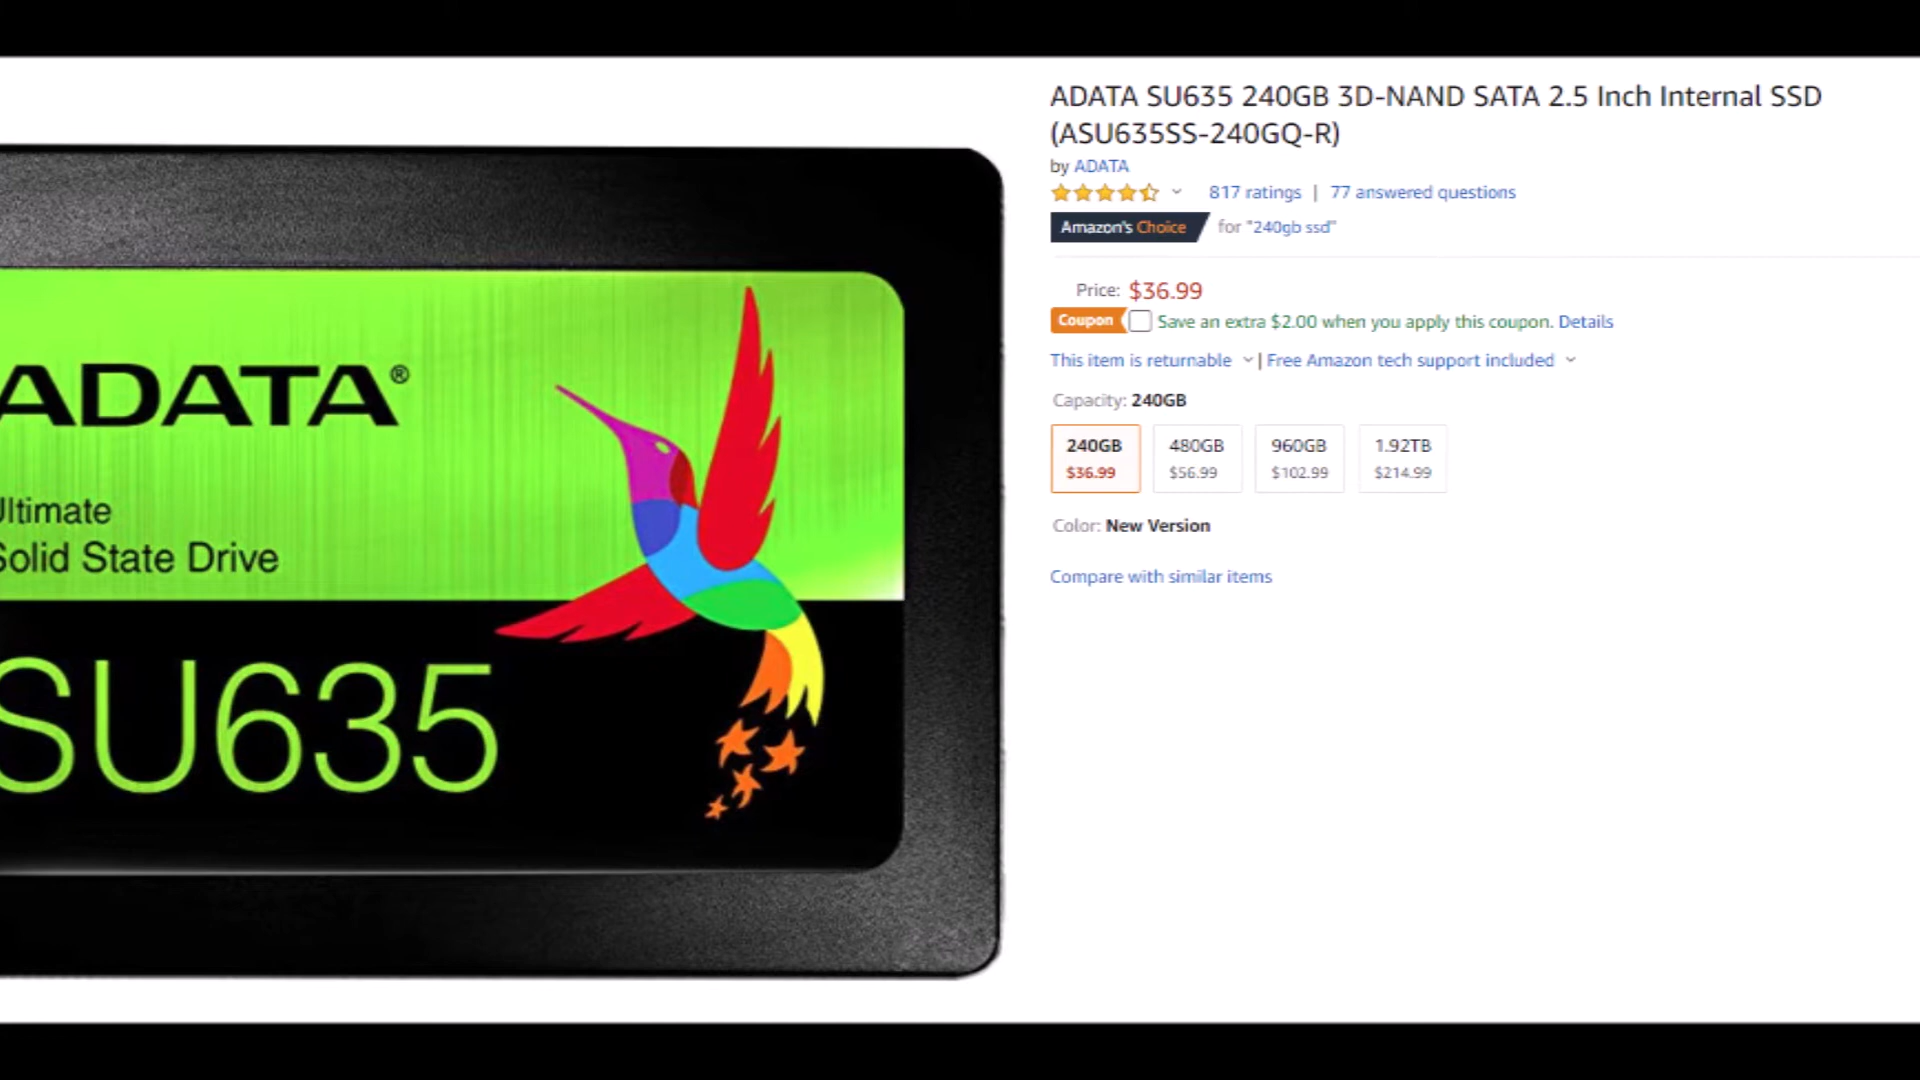 ADATA SU635 240GB 3D-NAND SATA 2.5 Inch Internal SSD
(ASU635SS-240GQ-R)
by ADATA
817 ratings | 77 answered questions
Amazon's Choice for "240gb ssd"
Price: $36.99
Coupon Save an extra $2.00 when you apply this coupon. Details
This item is returnable | Free Amazon tech support included
Capacity: 240GB
240GB 480GB 960GB 1.92TB
$36.99 $56.99 $102.99 $214.99
Color: New Version
Compare with similar items
ADATA®
Ultimate
Solid State Drive
SU635